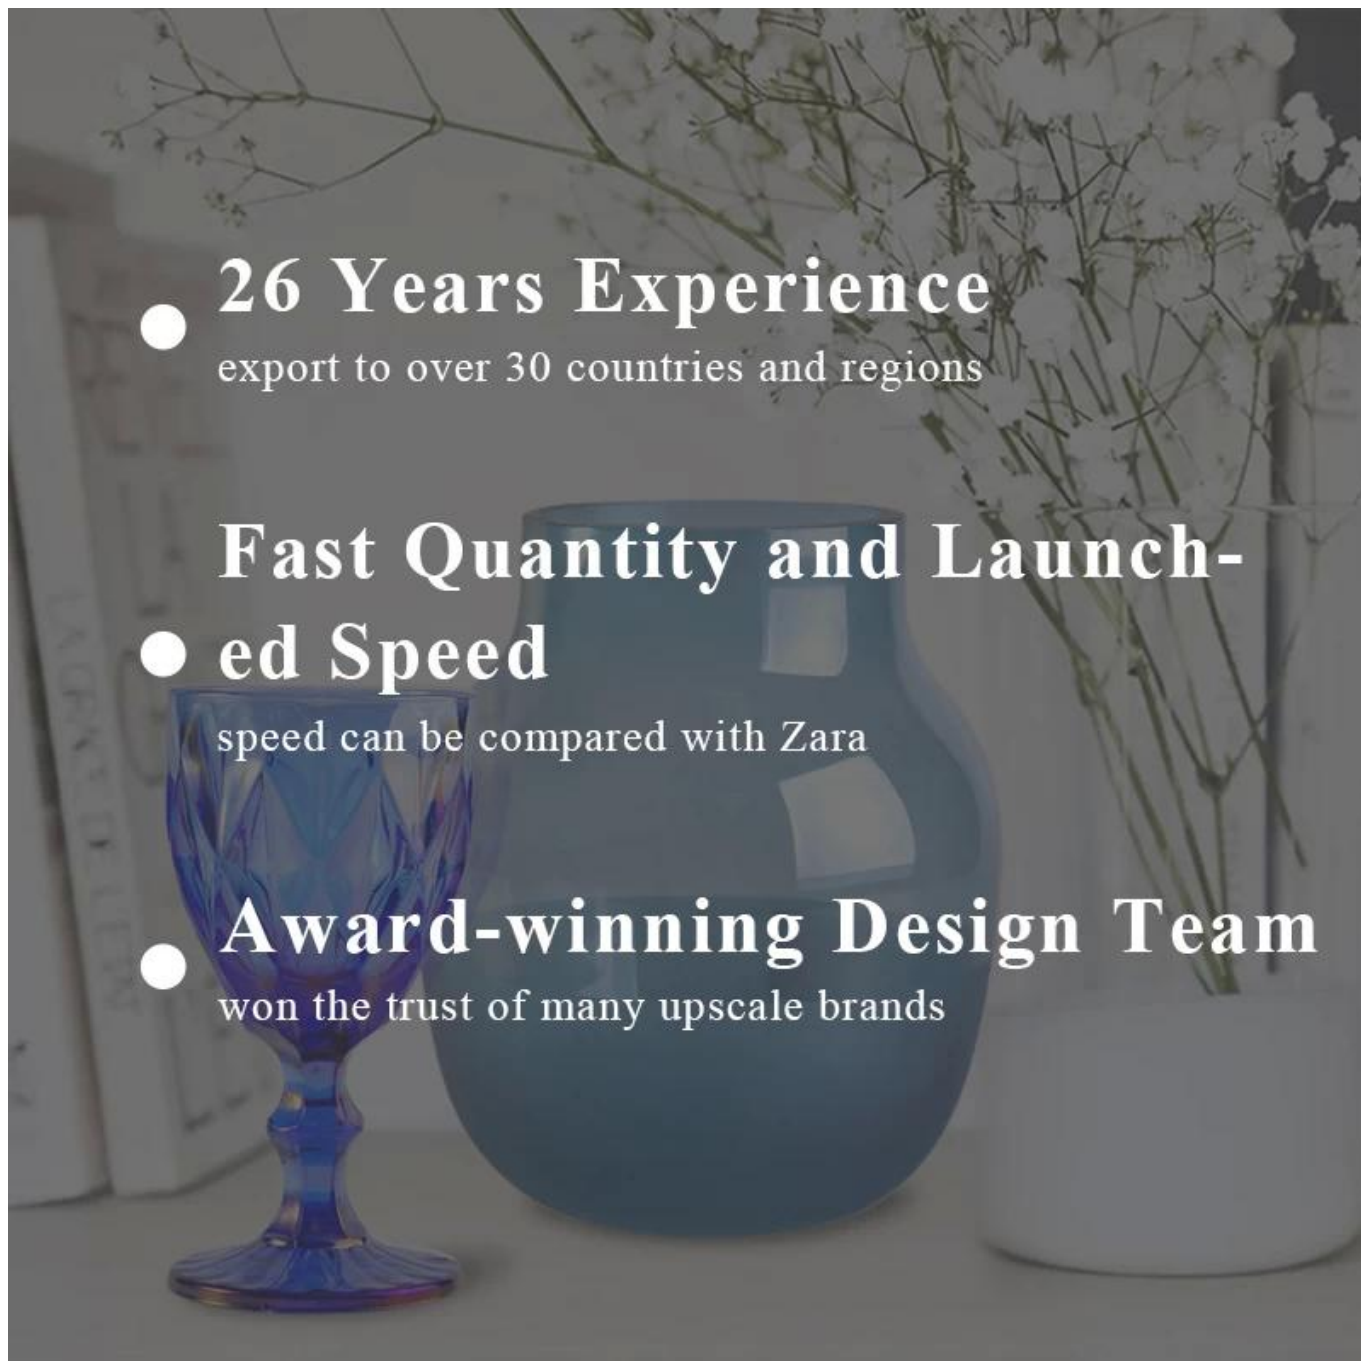 26 Years Experience
export to over 30 countries and regions
Fast Quantity and Launch-
ed Speed
speed can be compared with Zara
Award-winning Design Team
won the trust of many upscale brands